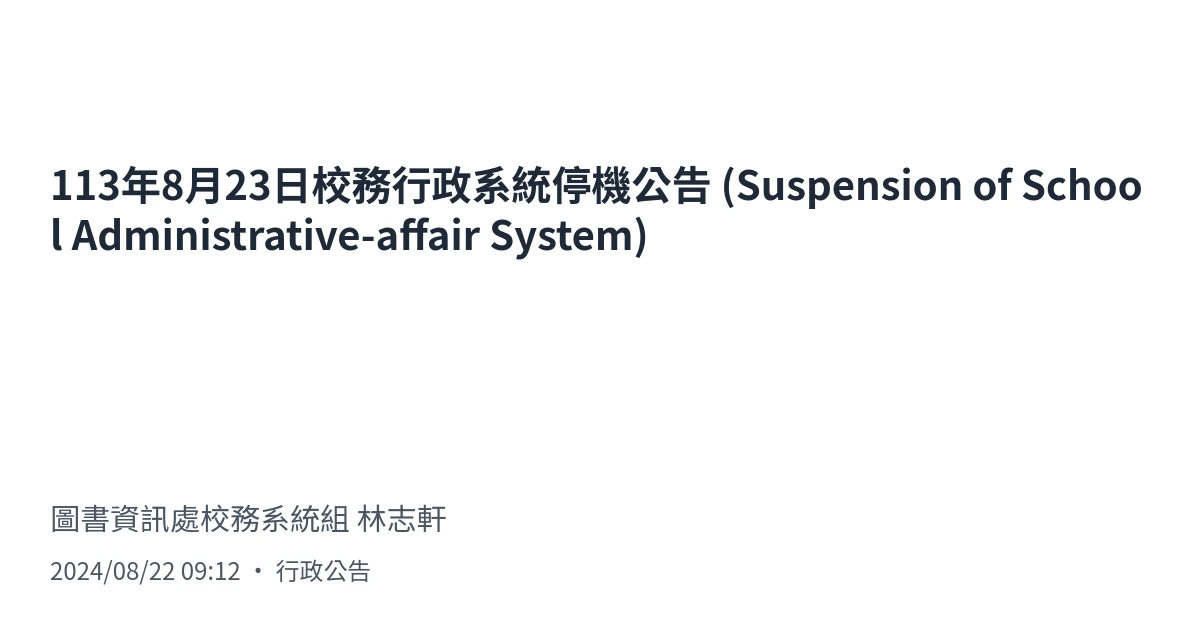 113年8月23日校務行政系統停機公告 (Suspension of Schoo
l Administrative-affair System)
圖書資訊處校務系統組 林志軒
2024/08/22 09:12 • 行政公告